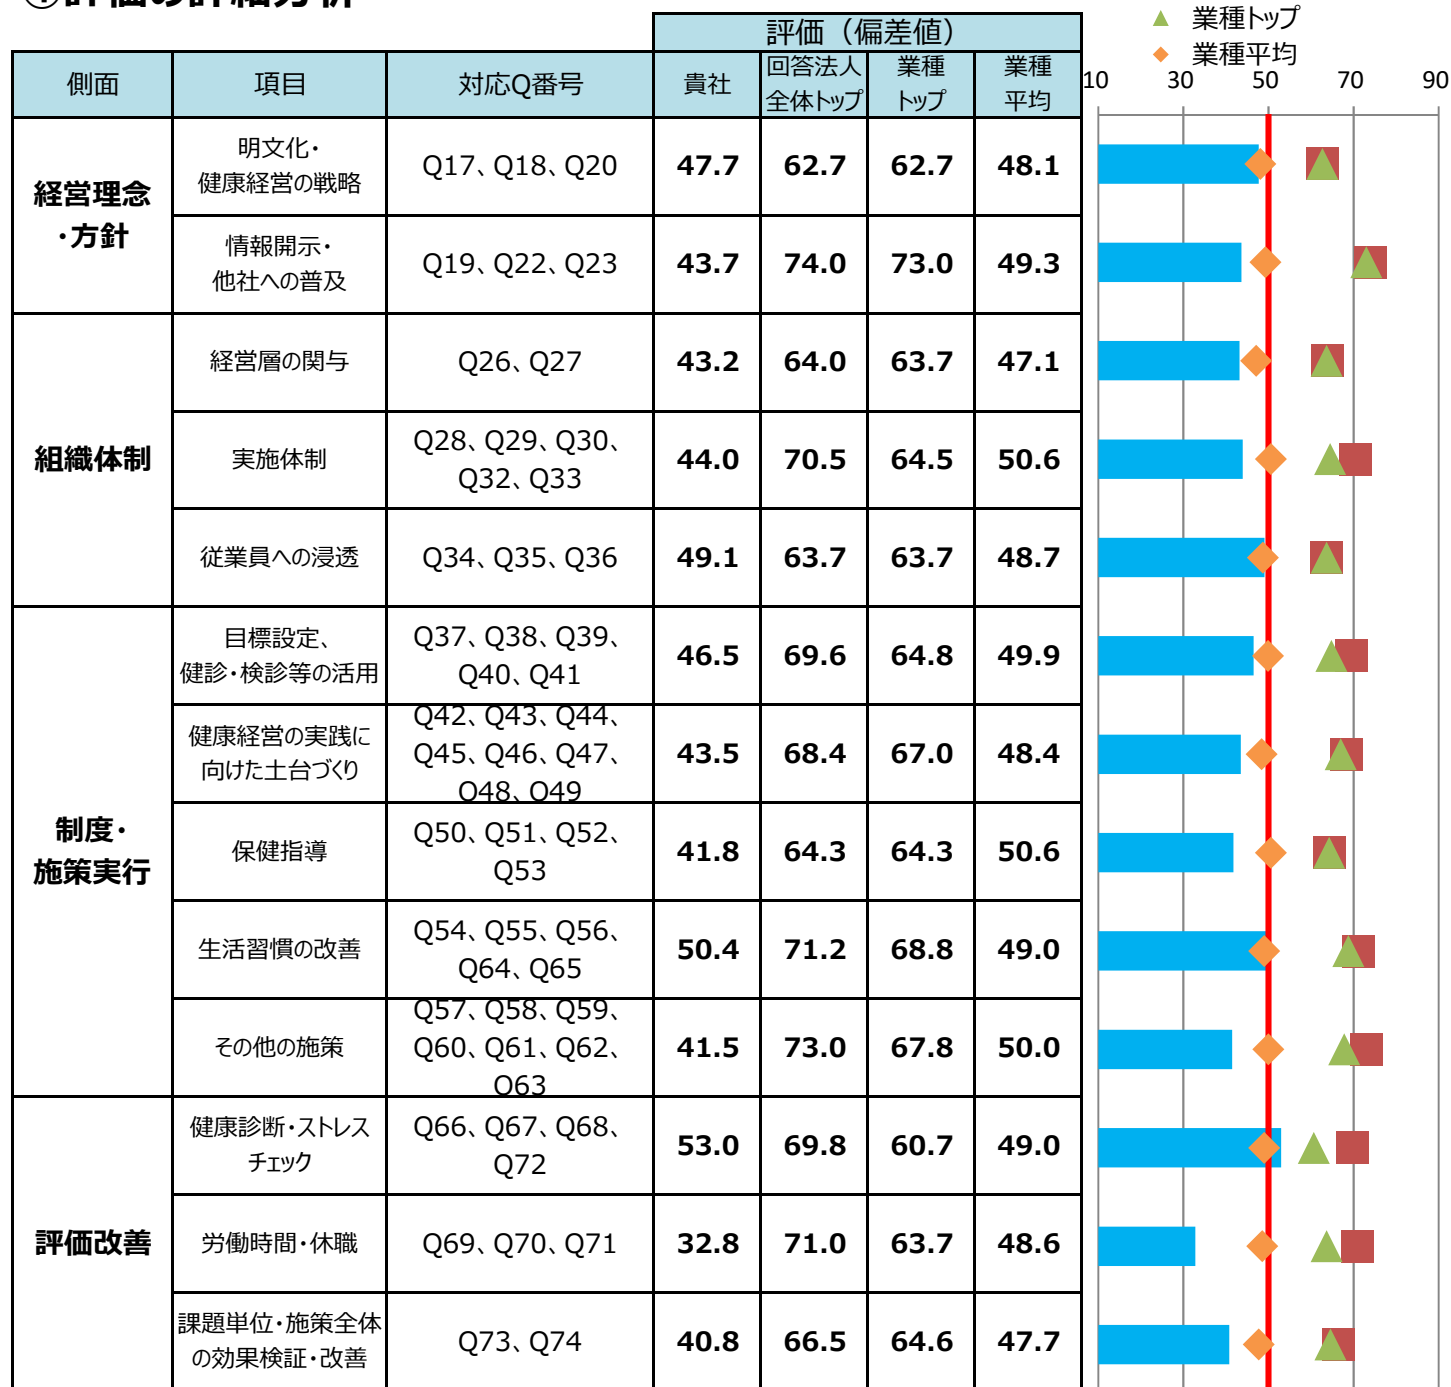 ①評価の詳細分析
業種トップ
業種平均
評価（偏差値）
側面 項目 対応Q番号 貴社 回答法人 業種 業種
全体トップ トップ 平均
10 30 50 70 90
経営理念
・方針
明文化・
健康経営の戦略
Q17、Q18、Q20
47.7 62.7 62.7 48.1
情報開示・
他社への普及
Q19、Q22、Q23
43.7 74.0 73.0 49.3
組織体制
経営層の関与
Q26、Q27
43.2 64.0 63.7 47.1
実施体制
Q28、Q29、Q30、
Q32、Q33
44.0 70.5 64.5 50.6
従業員への浸透
Q34、Q35、Q36
49.1 63.7 63.7 48.7
制度・
施策実行
目標設定、
健診・検診等の活用
Q37、Q38、Q39、
Q40、Q41
46.5 69.6 64.8 49.9
健康経営の実践に
向けた土台づくり
Q42、Q43、Q44、
Q45、Q46、Q47、
Q48、Q49
43.5 68.4 67.0 48.4
保健指導
Q50、Q51、Q52、
Q53
41.8 64.3 64.3 50.6
生活習慣の改善
Q54、Q55、Q56、
Q64、Q65
50.4 71.2 68.8 49.0
その他の施策
Q57、Q58、Q59、
Q60、Q61、Q62、
Q63
41.5 73.0 67.8 50.0
評価改善
健康診断・ストレス
チェック
Q66、Q67、Q68、
Q72
53.0 69.8 60.7 49.0
労働時間・休職
Q69、Q70、Q71
32.8 71.0 63.7 48.6
課題単位・施策全体
の効果検証・改善
Q73、Q74
40.8 66.5 64.6 47.7